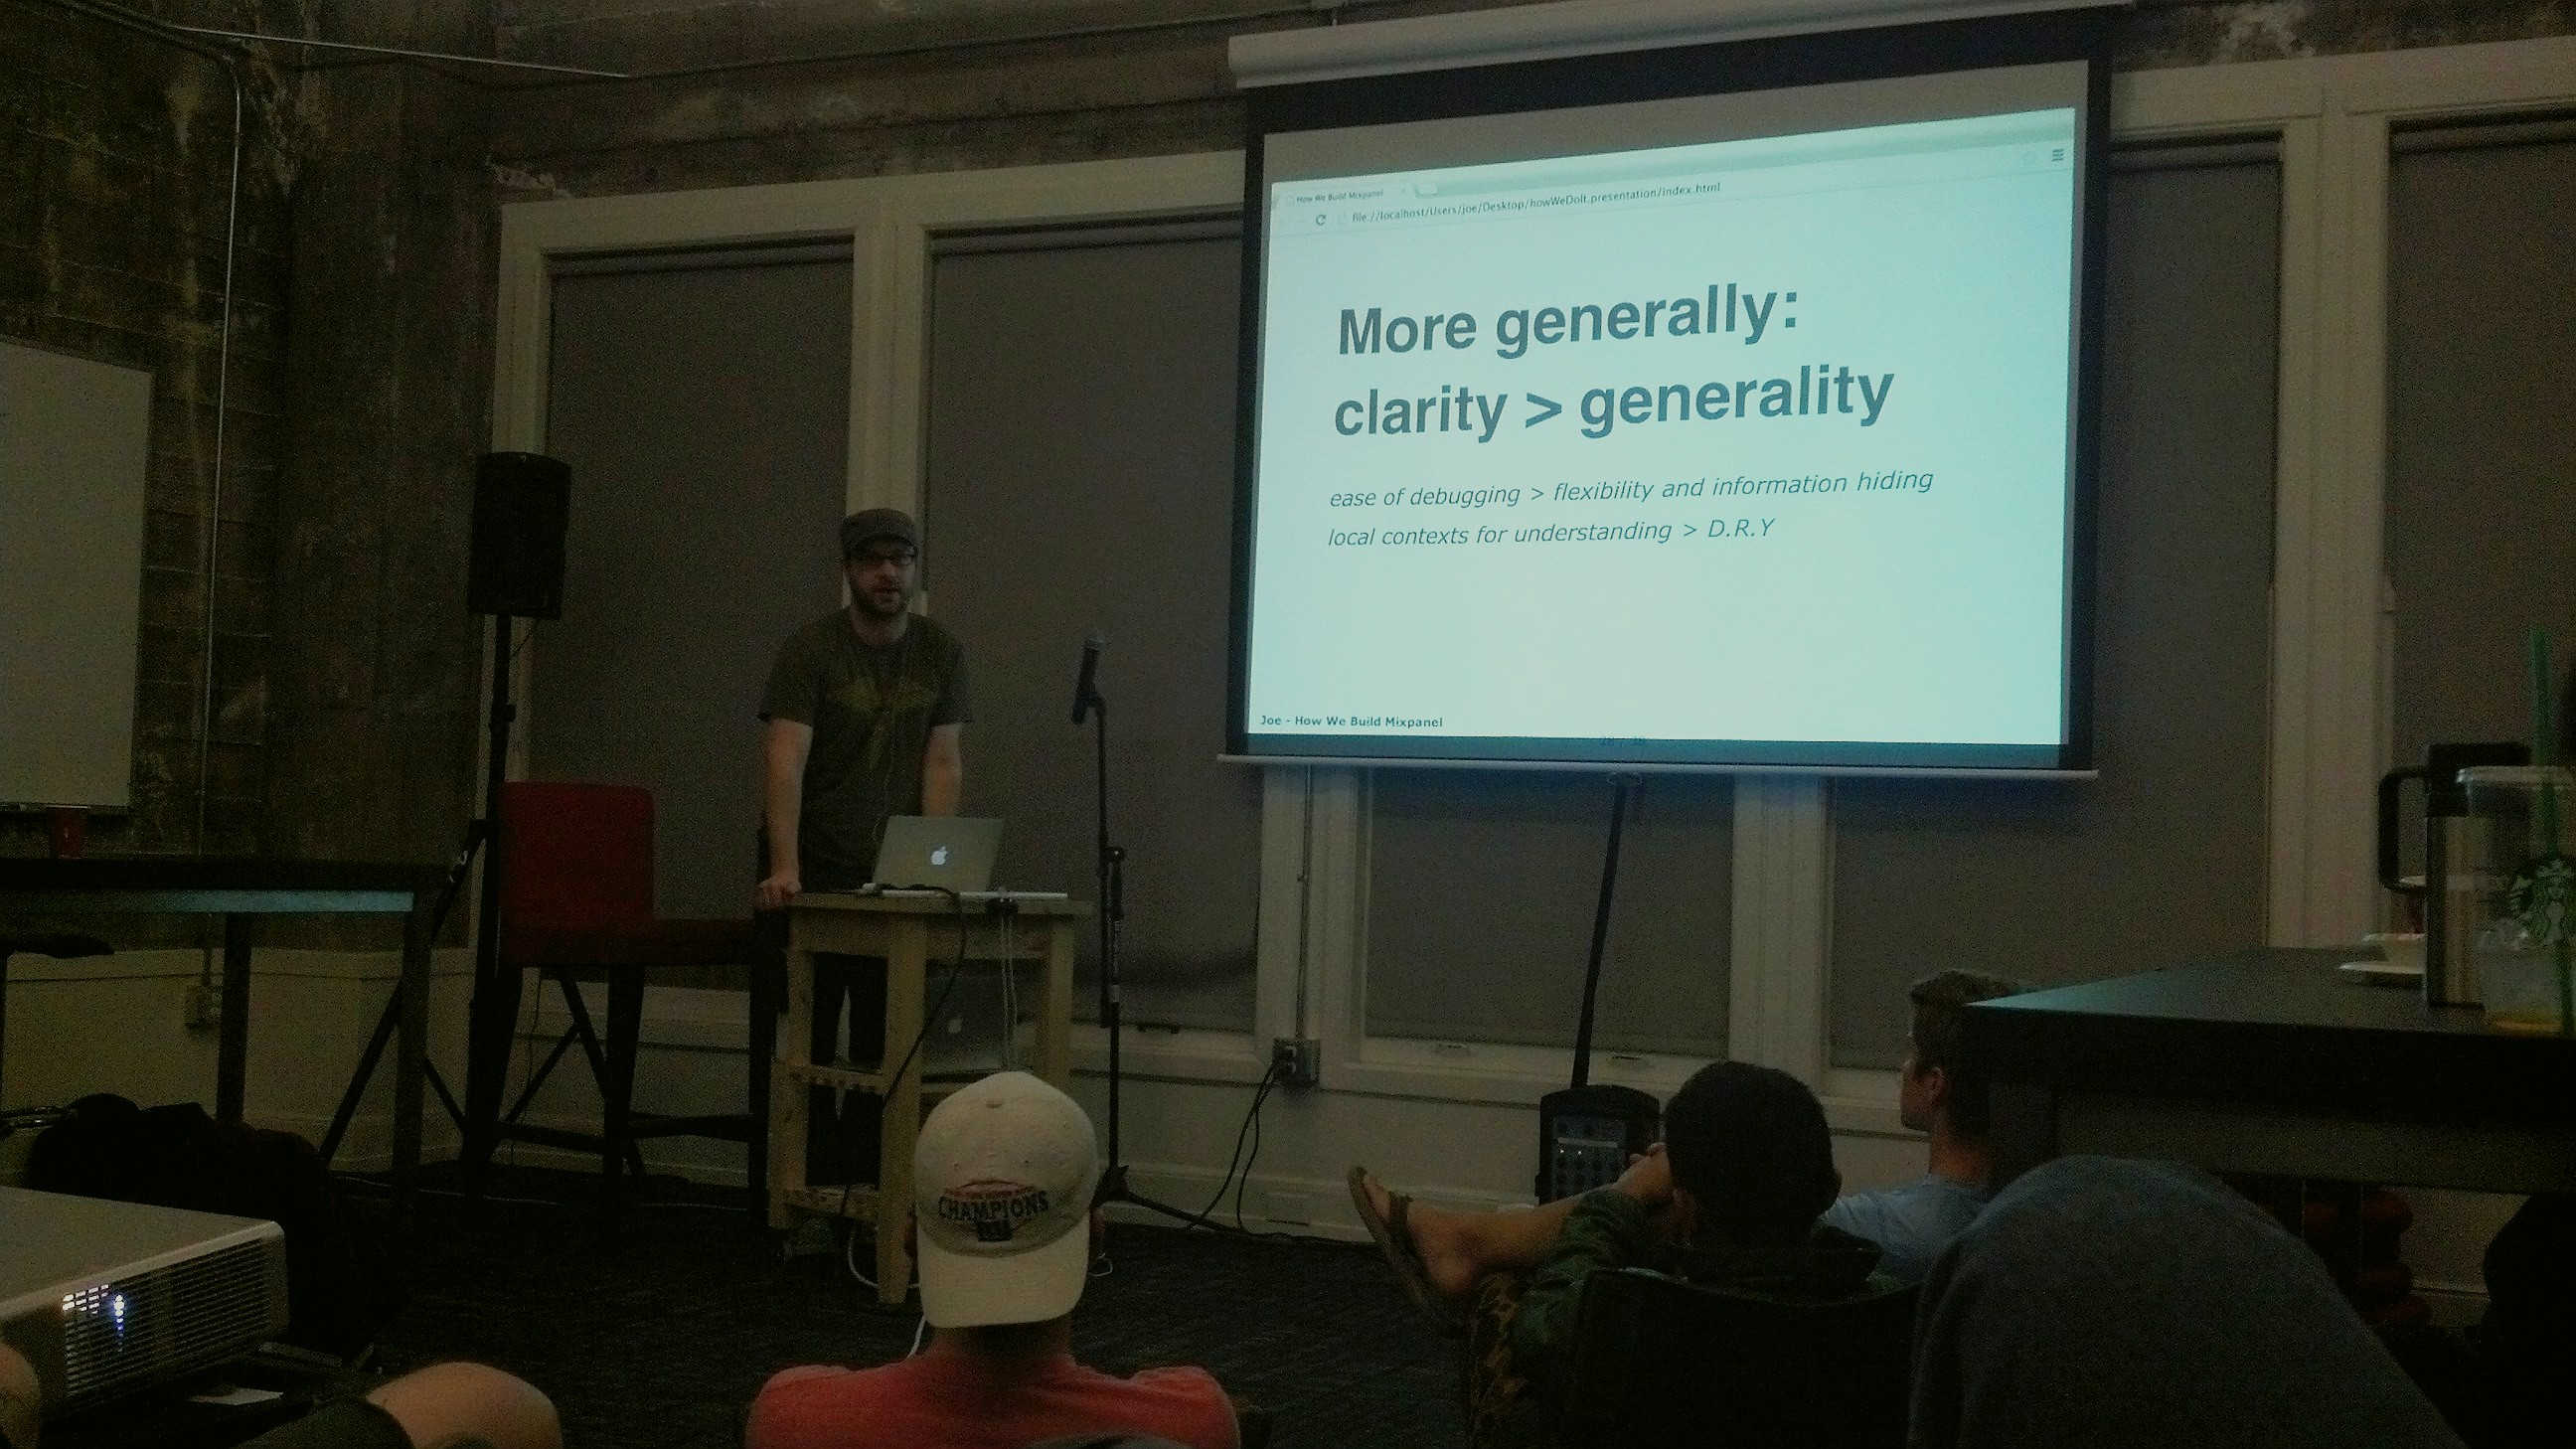 How We Build Mixpanel
file://localhost/Users/joe/Desktop/howWeDoIt.presentation/index.html
More generally:
clarity > generality
ease of debugging > flexibility and information hiding
local contexts for understanding > D.R.Y
Joe - How We Build Mixpanel
CHAMPIONS